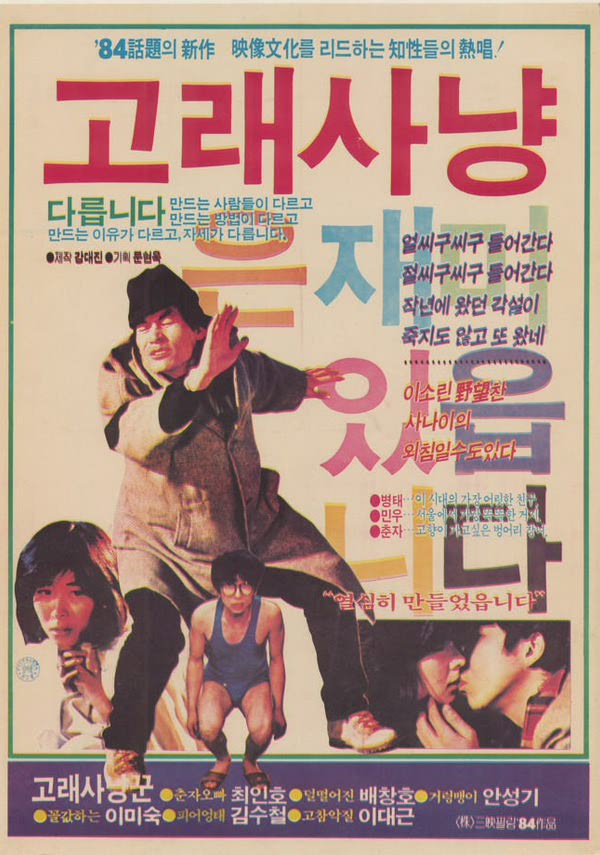 '84話題의 新作 映像文化를 리드하는 知性들의 熱唱!
고래사냥
다릅니다 만드는 사람들이 다르고
만드는 방법이 다르고
만드는 이유가 다르고, 자세가 다릅니다.
●제작 강대진 ●기획 문현욱
은 재미
있읍
니다
얼씨구씨구 들어간다
절씨구씨구 들어간다
작년에 왔던 각설이
죽지도 않고 또 왔네
이소린 野望찬
사나이의
외침일수도있다
●병태…이 시대의 가장 어릿한 친구.
●민우…서울에서 가장 똑똑한 거지.
●춘자…고향에 가고싶은 벙어리 창녀.
“열심히 만들었읍니다”
고래사냥꾼 ●춘자오빠 최인호 ●덜떨어진 배창호 ●거렁뱅이 안성기
●꼴값하는 이미숙 ●피어엉태 김수철 ●고참악질 이대근
〈株〉三映필림 '84作品